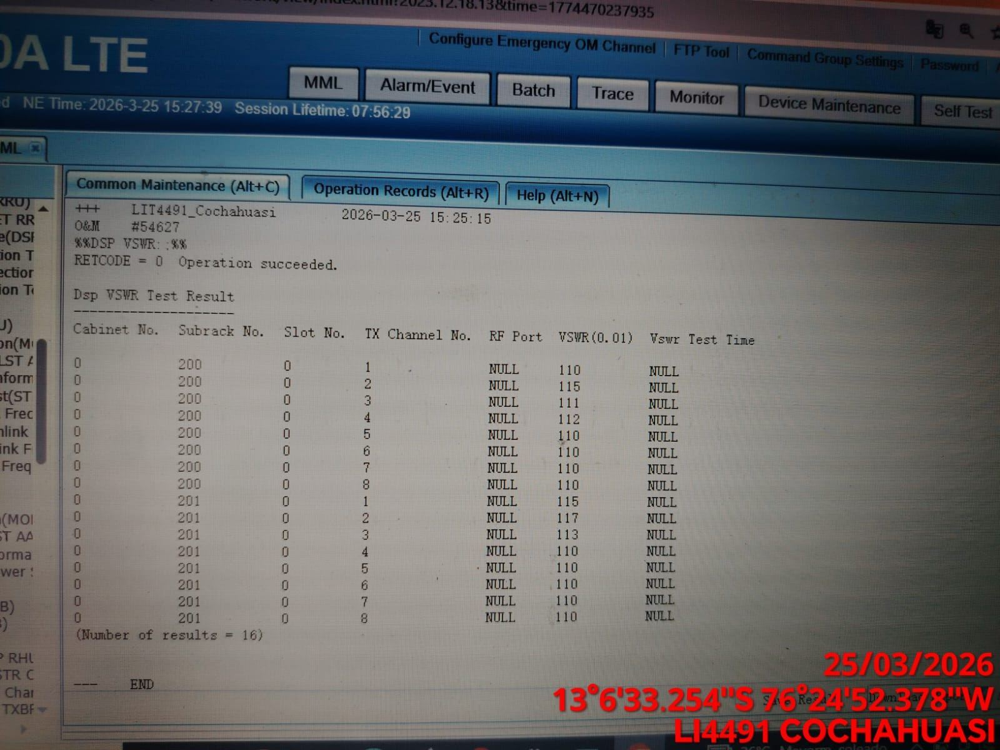 2023.12.18.13&time=1774470237935
0A LTE
Configure Emergency OM Channel | FTP Tool | Command Group Settings | Password
MML Alarm/Event Batch Trace Monitor Device Maintenance Self Test
NE Time: 2026-3-25 15:27:39 Session Lifetime: 07:56:29
ML
Common Maintenance (Alt+C) Operation Records (Alt+R) Help (Alt+N)
+++ LIT4491_Cochahuasi 2026-03-25 15:25:15
O&M #54627
%%DSP VSWR: ;%%
RETCODE = 0 Operation succeeded.
Dsp VSWR Test Result
--------------------
Cabinet No. Subrack No. Slot No. TX Channel No. RF Port VSWR(0.01) Vswr Test Time
0 200 0 1 NULL 110 NULL
0 200 0 2 NULL 115 NULL
0 200 0 3 NULL 111 NULL
0 200 0 4 NULL 112 NULL
0 200 0 5 NULL 110 NULL
0 200 0 6 NULL 110 NULL
0 200 0 7 NULL 110 NULL
0 200 0 8 NULL 110 NULL
0 201 0 1 NULL 115 NULL
0 201 0 2 NULL 117 NULL
0 201 0 3 NULL 113 NULL
0 201 0 4 NULL 110 NULL
0 201 0 5 NULL 110 NULL
0 201 0 6 NULL 110 NULL
0 201 0 7 NULL 110 NULL
0 201 0 8 NULL 110 NULL
(Number of results = 16)
--- END
25/03/2026
13°6'33.254"S 76°24'52.378"W
LI4491 COCHAHUASI